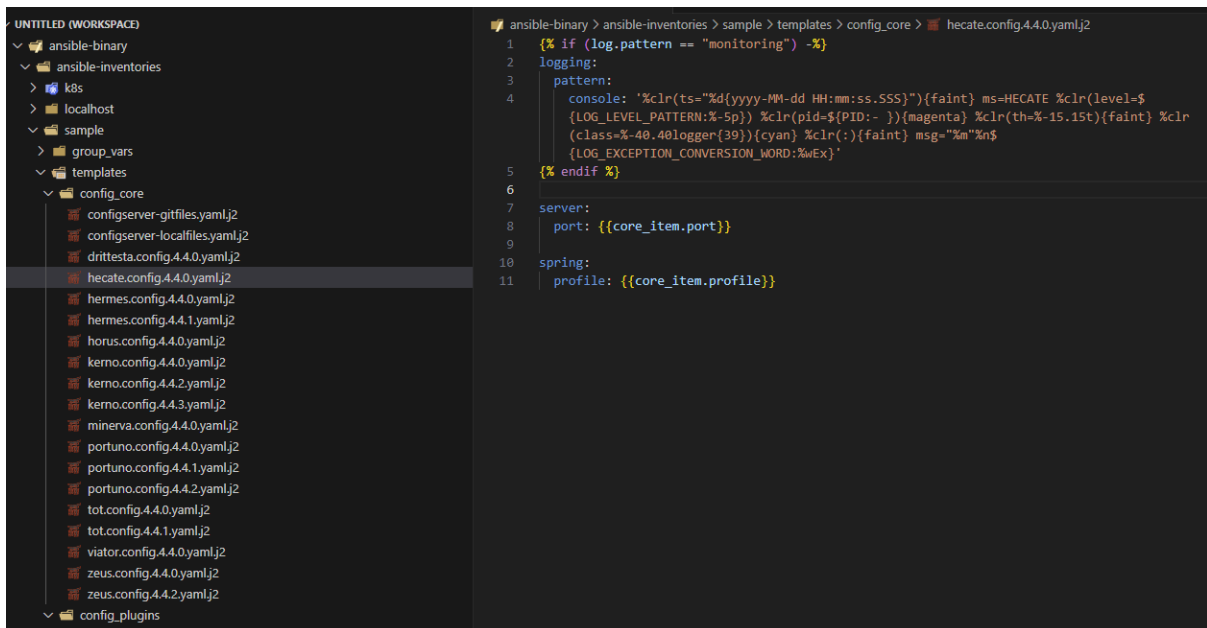 UNTITLED (WORKSPACE)
ansible-binary
ansible-inventories
k8s
localhost
sample
group_vars
templates
config_core
configserver-gitfiles.yaml.j2
configserver-localfiles.yaml.j2
drittesta.config.4.4.0.yaml.j2
hecate.config.4.4.0.yaml.j2
hermes.config.4.4.0.yaml.j2
hermes.config.4.4.1.yaml.j2
horus.config.4.4.0.yaml.j2
kerno.config.4.4.0.yaml.j2
kerno.config.4.4.2.yaml.j2
kerno.config.4.4.3.yaml.j2
minerva.config.4.4.0.yaml.j2
portuno.config.4.4.0.yaml.j2
portuno.config.4.4.1.yaml.j2
portuno.config.4.4.2.yaml.j2
tot.config.4.4.0.yaml.j2
tot.config.4.4.1.yaml.j2
viator.config.4.4.0.yaml.j2
zeus.config.4.4.0.yaml.j2
zeus.config.4.4.2.yaml.j2
config_plugins
ansible-binary > ansible-inventories > sample > templates > config_core > hecate.config.4.4.0.yaml.j2
1 {% if (log.pattern == "monitoring") -%}
2 logging:
3 pattern:
4 console: '%clr(ts="%d{yyyy-MM-dd HH:mm:ss.SSS}"){faint} ms=HECATE %clr(level=$
{LOG_LEVEL_PATTERN:%-5p}) %clr(pid=${PID:- }){magenta} %clr(th=%-15.15t){faint} %clr
(class=%-40.40logger{39}){cyan} %clr(:){faint} msg="%m"%n$
{LOG_EXCEPTION_CONVERSION_WORD:%wEx}'
5 {% endif %}
6
7 server:
8 port: {{core_item.port}}
9
10 spring:
11 profile: {{core_item.profile}}